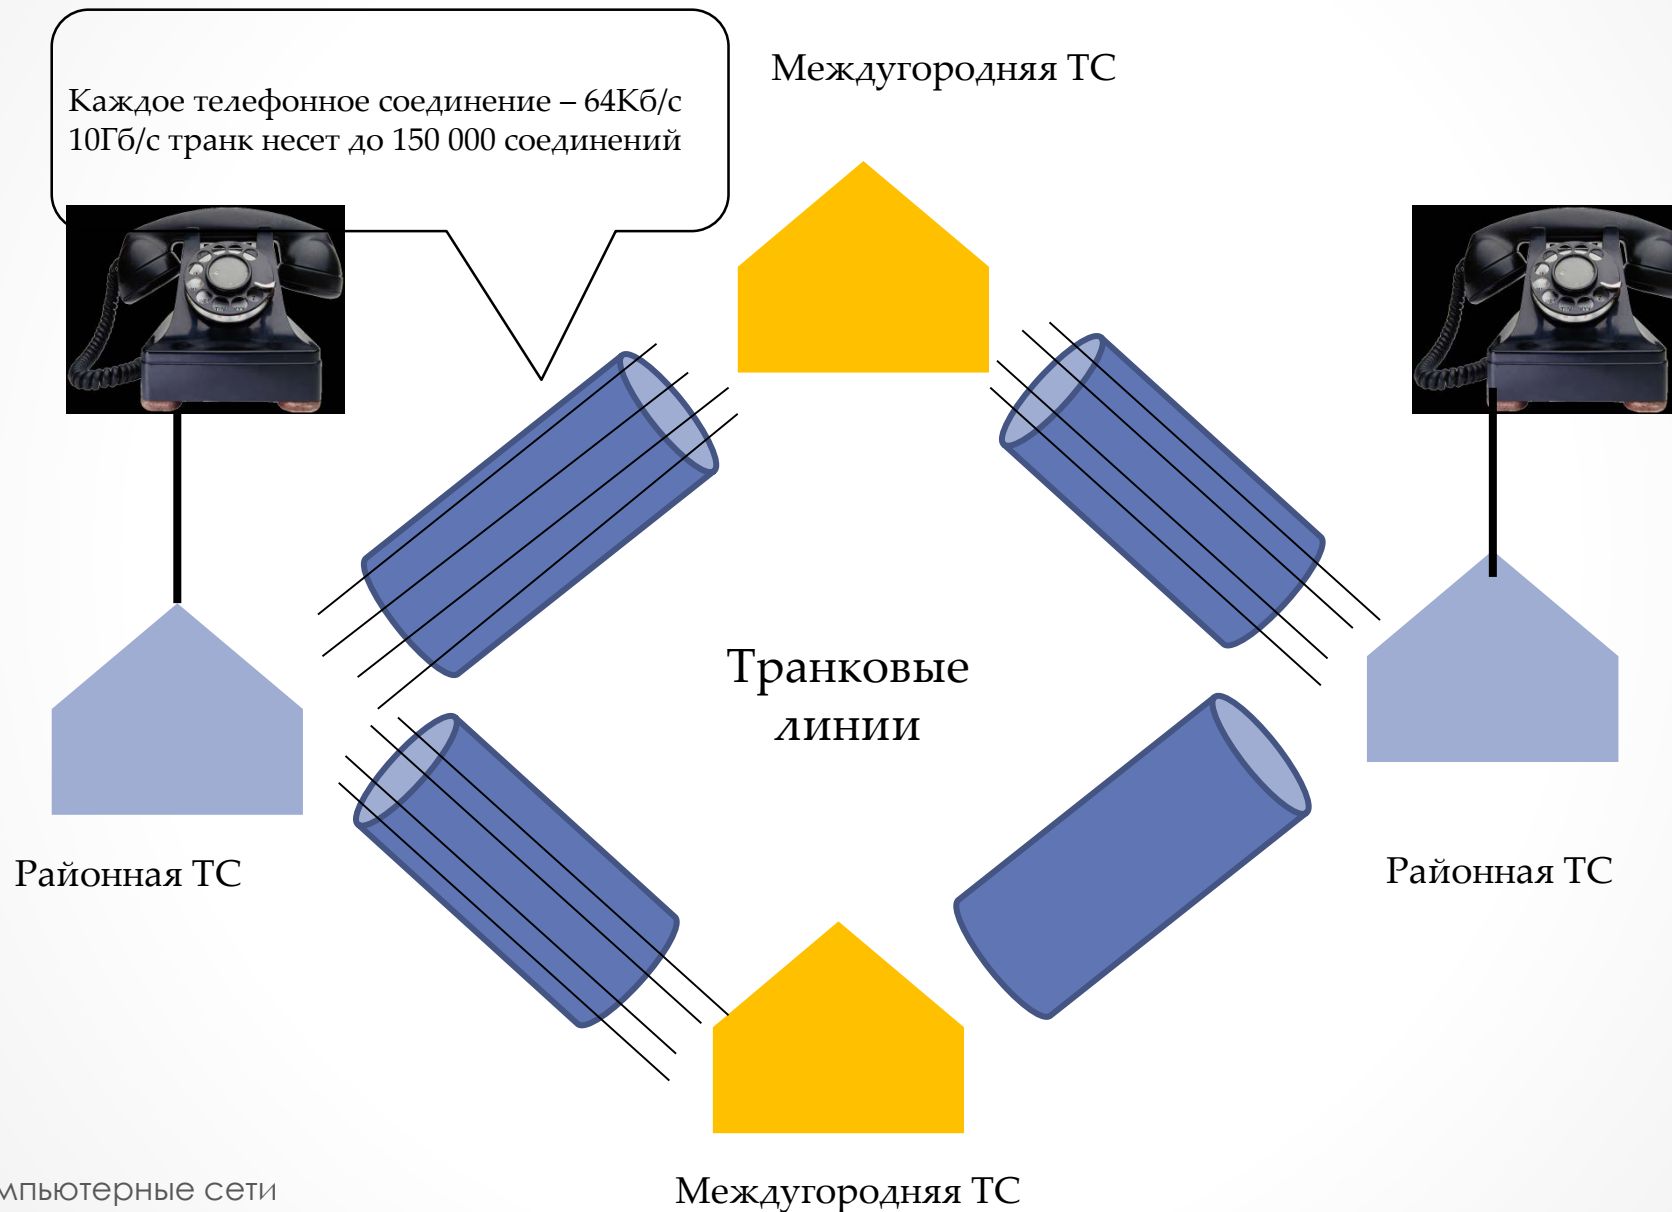 Каждое телефонное соединение – 64Кб/с
10Гб/с транк несет до 150 000 соединений
Междугородняя ТС
Транковые
линии
Районная ТС
Районная ТС
Междугородняя ТС
мпьютерные сети